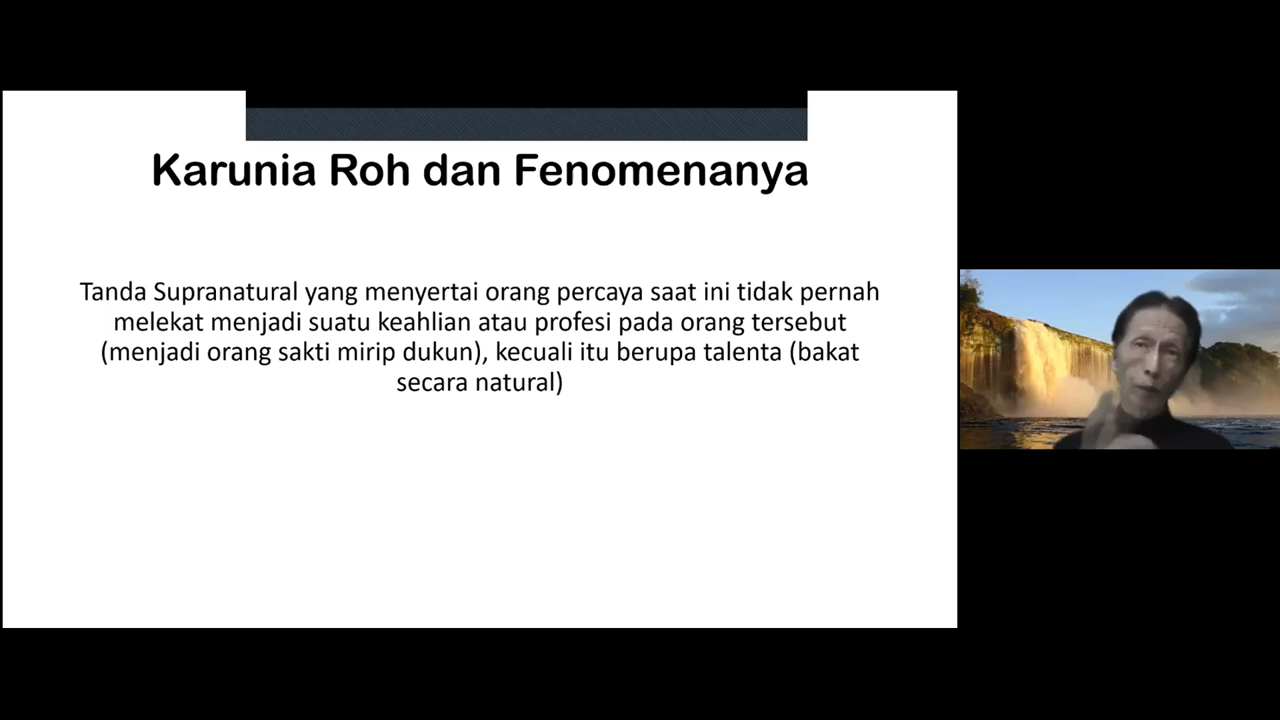 Karunia Roh dan Fenomenanya
Tanda Supranatural yang menyertai orang percaya saat ini tidak pernah
melekat menjadi suatu keahlian atau profesi pada orang tersebut
(menjadi orang sakti mirip dukun), kecuali itu berupa talenta (bakat
secara natural)